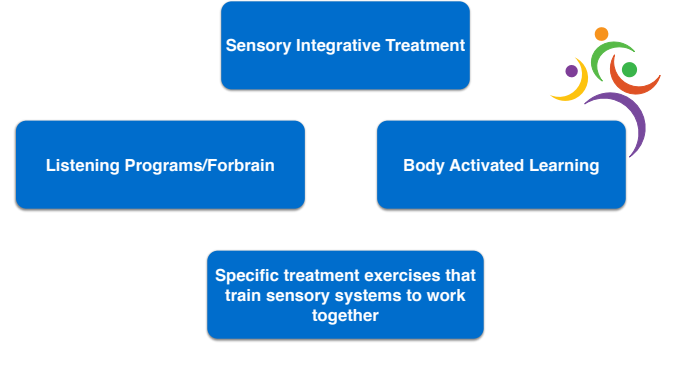 Sensory Integrative Treatment
Listening Programs/Forbrain
Body Activated Learning
Specific treatment exercises that
train sensory systems to work
together